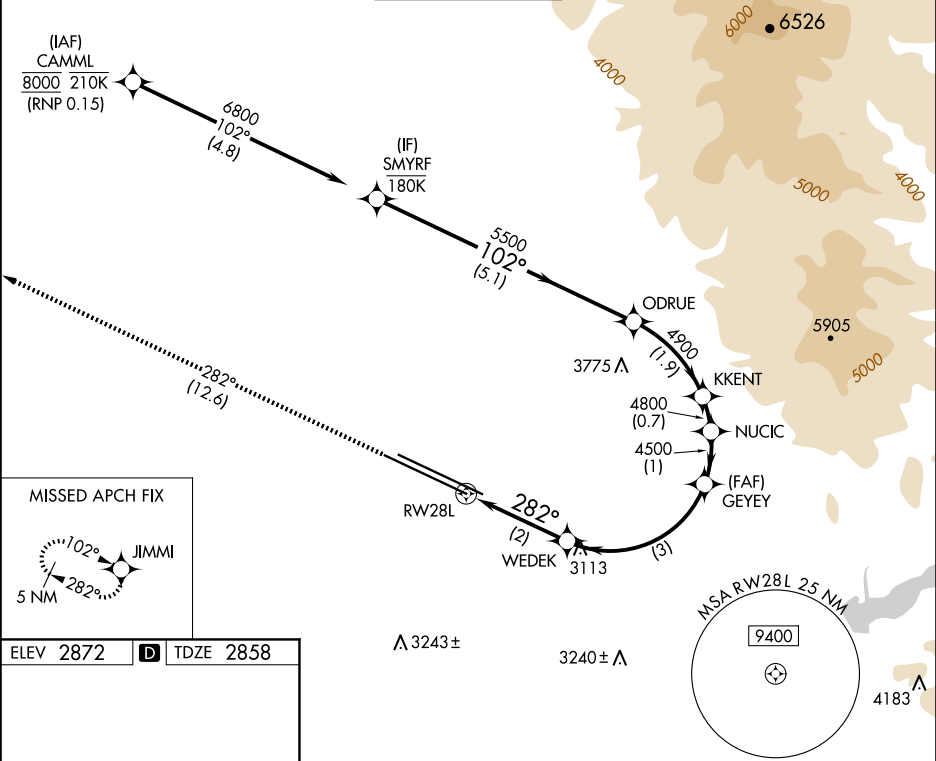 (IAF)
CAMML
8000 210K
(RNP 0.15)
6800
102°
(4.8)
(IF)
SMYRF
180K
5500
102°
(5.1)
ODRUE
4900
(1.9)
3775
KKENT
4800
(0.7)
NUCIC
4500
(1)
(FAF)
GEYEY
(3)
282°
(2)
WEDEK
3113
RW28L
282°
(12.6)
6000
6526
4000
5000
4000
5905
5000
MISSED APCH FIX
102°
JIMMI
282°
5 NM
ELEV 2872 D TDZE 2858
3243±
3240±
MSA RW28L 25 NM
9400
4183